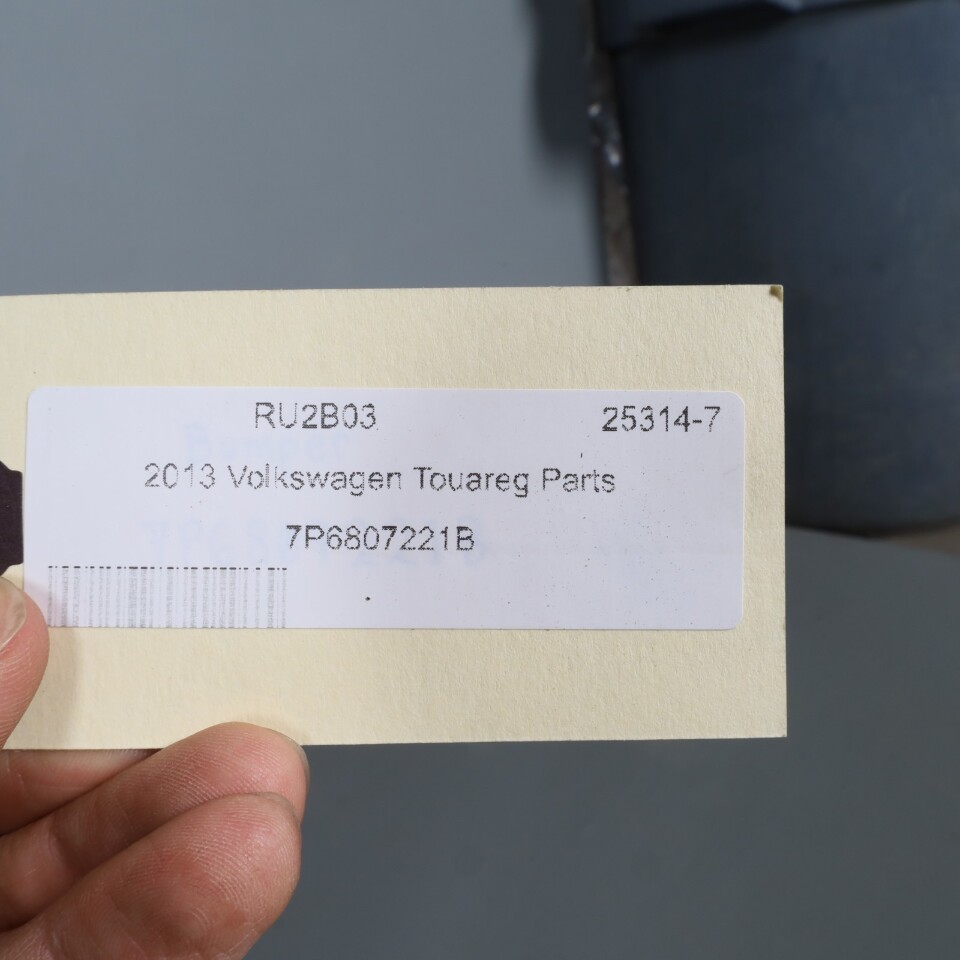 RU2B03 25314-7
2013 Volkswagen Touareg Parts
7P6807221B